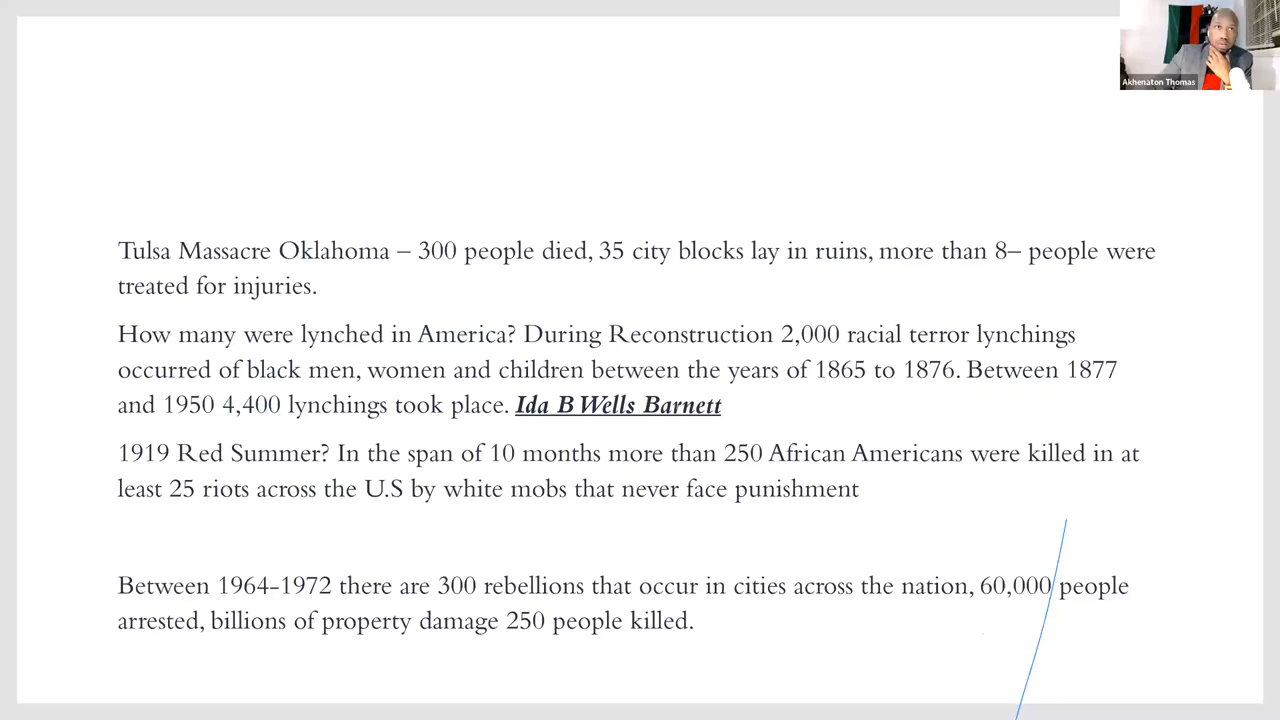 Akhenaton Thomas
Tulsa Massacre Oklahoma – 300 people died, 35 city blocks lay in ruins, more than 8– people were
treated for injuries.
How many were lynched in America? During Reconstruction 2,000 racial terror lynchings
occurred of black men, women and children between the years of 1865 to 1876. Between 1877
and 1950 4,400 lynchings took place. Ida B Wells Barnett
1919 Red Summer? In the span of 10 months more than 250 African Americans were killed in at
least 25 riots across the U.S by white mobs that never face punishment
Between 1964-1972 there are 300 rebellions that occur in cities across the nation, 60,000 people
arrested, billions of property damage 250 people killed.